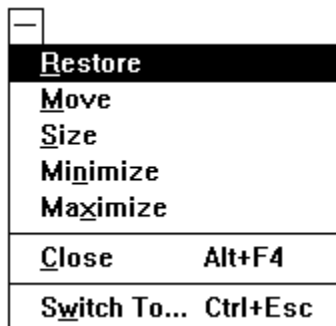 Restore
Move
Size
Minimize
Maximize
Close Alt+F4
Switch To... Ctrl+Esc